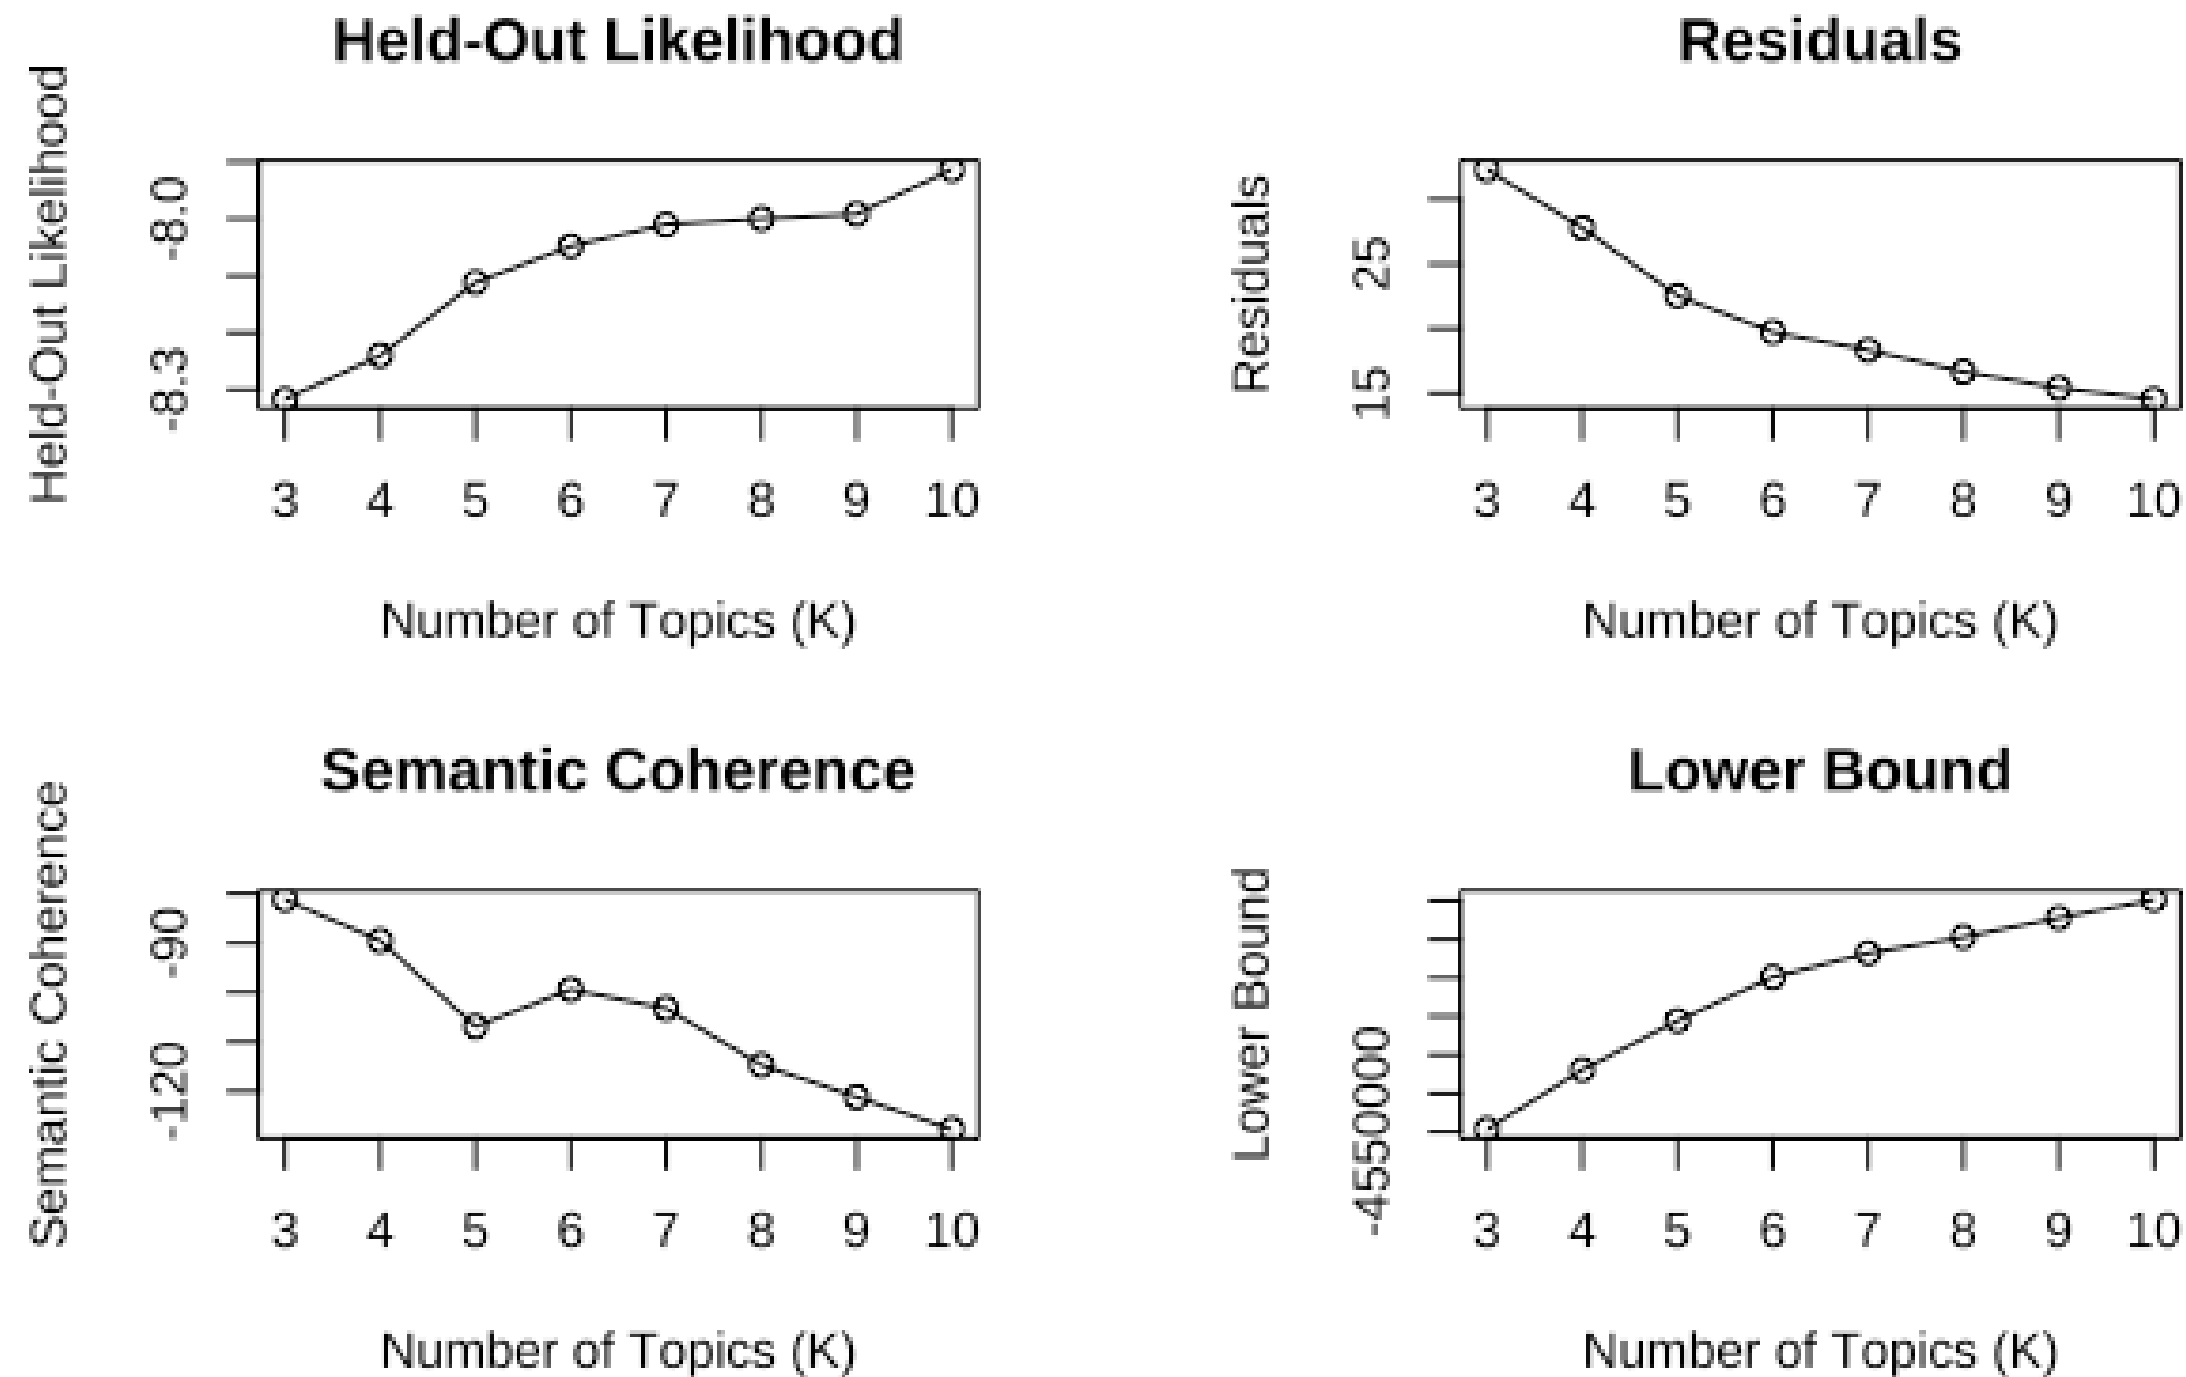 Held-Out Likelihood
Held-Out Likelihood
-8.0
-8.3
3 4 5 6 7 8 9 10
Number of Topics (K)
Residuals
Residuals
25
15
3 4 5 6 7 8 9 10
Number of Topics (K)
Semantic Coherence
Semantic Coherence
-90
-120
3 4 5 6 7 8 9 10
Number of Topics (K)
Lower Bound
Lower Bound
-4550000
3 4 5 6 7 8 9 10
Number of Topics (K)